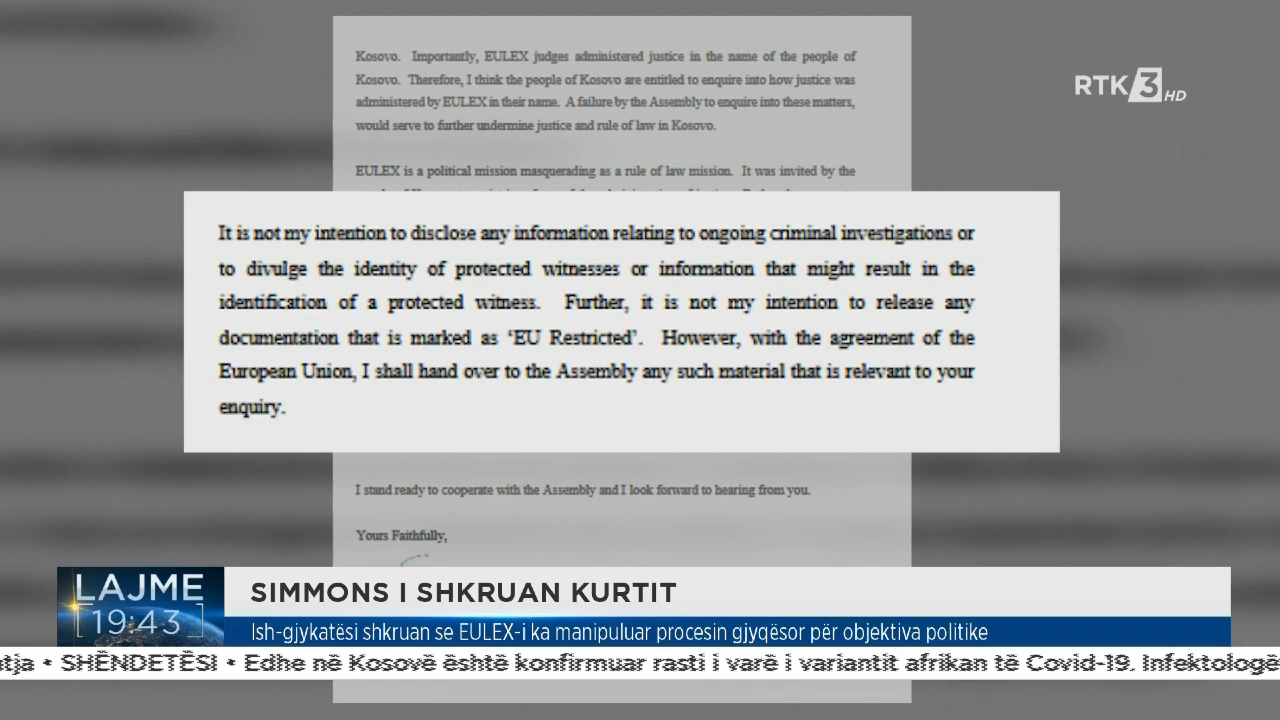 Kosovo. Importantly, EULEX judges administered justice in the name of the people of
Kosovo. Therefore, I think the people of Kosovo are entitled to enquire into how justice was
administered by EULEX in their name. A failure by the Assembly to enquire into these matters,
would serve to further undermine justice and rule of law in Kosovo.
RTK 3 HD
EULEX is a political mission masquerading as a rule of law mission. It was invited by the
It is not my intention to disclose any information relating to ongoing criminal investigations or
to divulge the identity of protected witnesses or information that might result in the
identification of a protected witness. Further, it is not my intention to release any
documentation that is marked as ‘EU Restricted’. However, with the agreement of the
European Union, I shall hand over to the Assembly any such material that is relevant to your
enquiry.
I stand ready to cooperate with the Assembly and I look forward to hearing from you.
Yours Faithfully,
LAJME
19:43
SIMMONS I SHKRUAN KURTIT
Ish-gjykatësi shkruan se EULEX-i ka manipuluar procesin gjyqësor për objektiva politike
atja • SHËNDETËSI • Edhe në Kosovë është konfirmuar rasti i varë i variantit afrikan të Covid-19. Infektologë